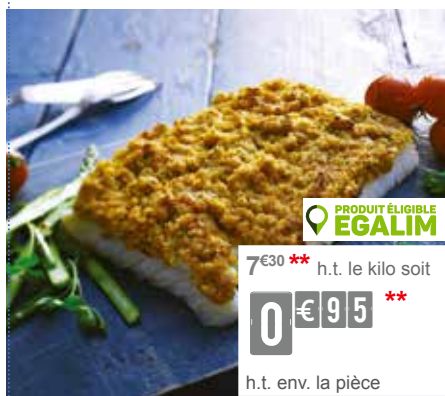 PRODUIT ÉLIGIBLE
EGALIM
7€30 ** h.t. le kilo soit
0€95 **
h.t. env. la pièce